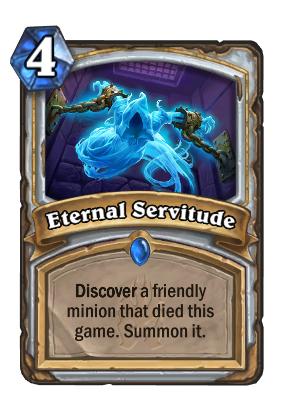 4
Eternal Servitude
Discover a friendly
minion that died this
game. Summon it.